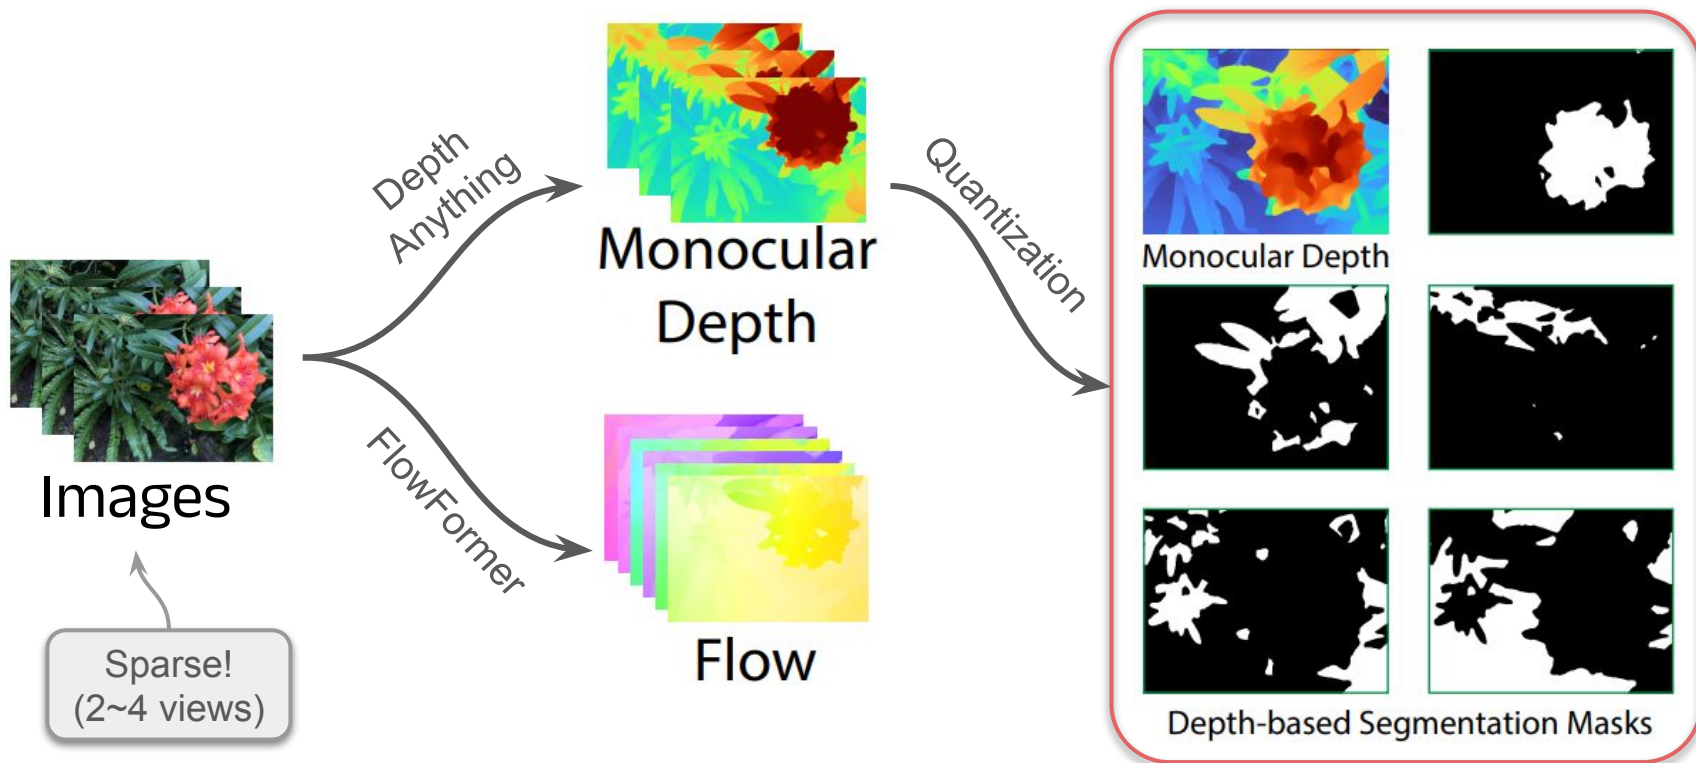 Images
Sparse!
(2~4 views)
Depth
Anything
FlowFormer
Monocular
Depth
Flow
Quantization
Monocular Depth
Depth-based Segmentation Masks